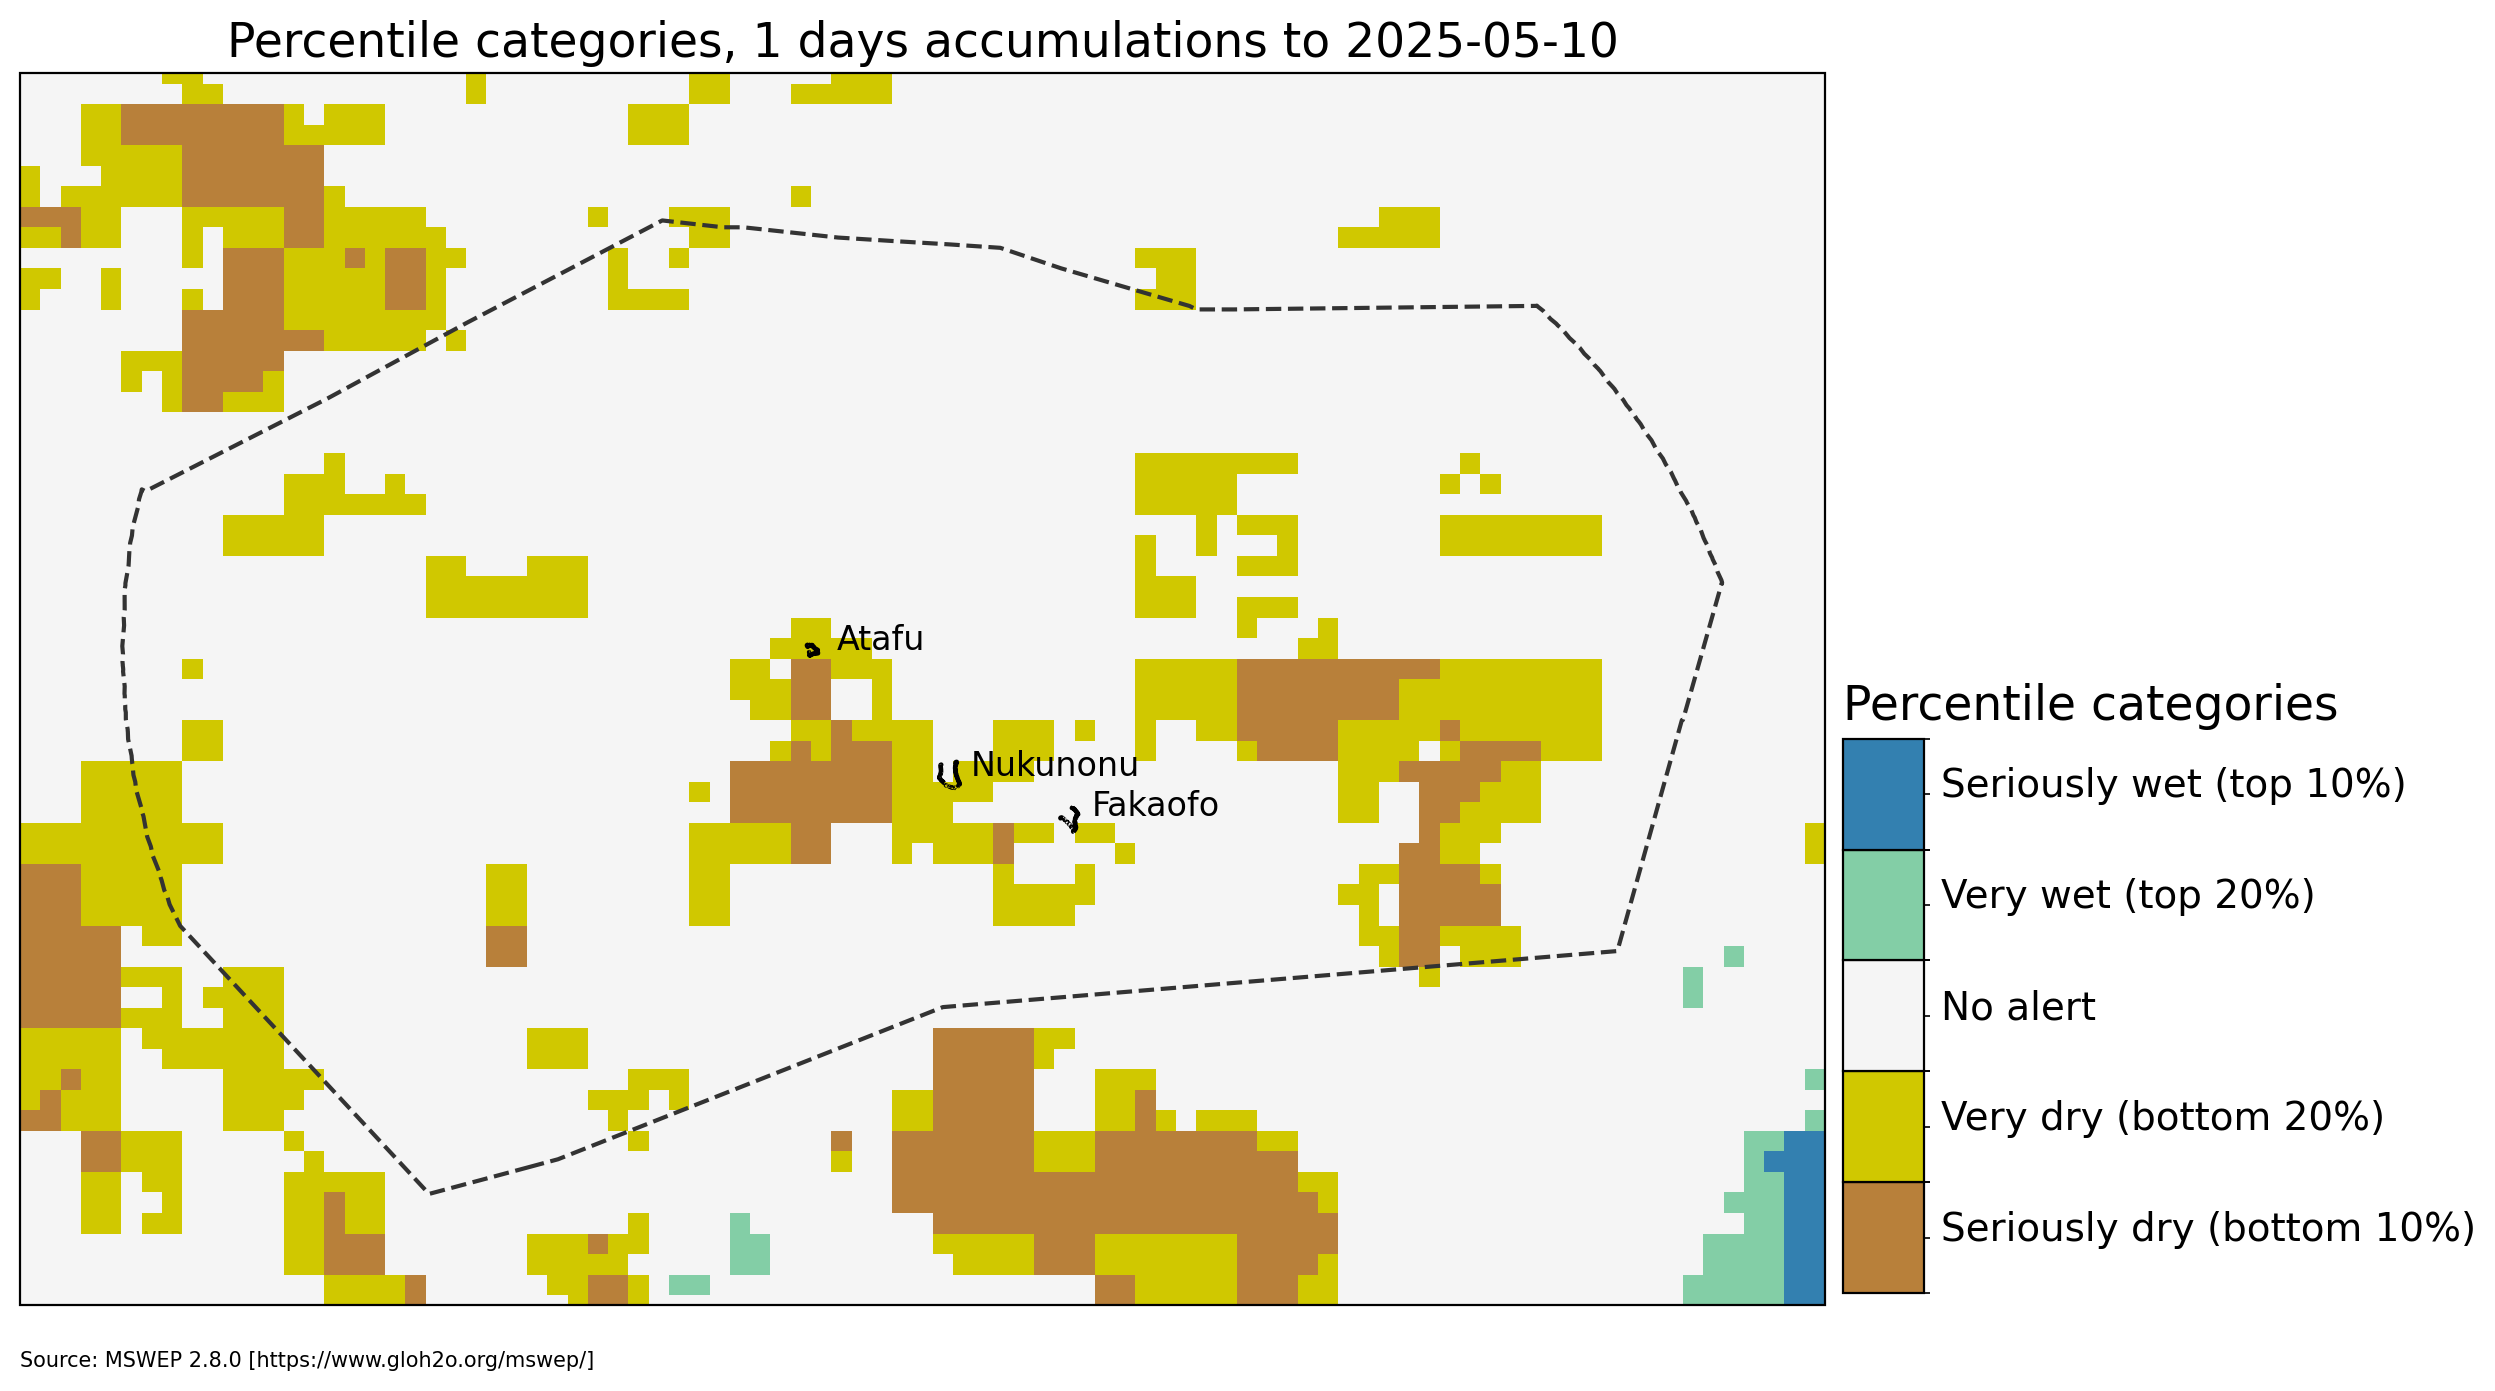 Percentile categories, 1 days accumulations to 2025-05-10
Atafu
Nukunonu
Fakaofo
Percentile categories
Seriously wet (top 10%)
Very wet (top 20%)
No alert
Very dry (bottom 20%)
Seriously dry (bottom 10%)
Source: MSWEP 2.8.0 [https://www.gloh2o.org/mswep/]